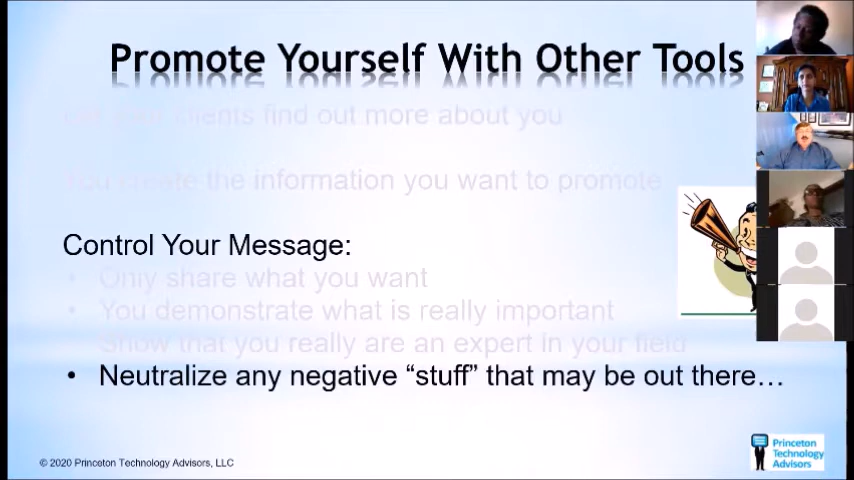 Promote Yourself With Other Tools
Let your clients find out more about you
You create the information you want to promote
Control Your Message:
• Only share what you want
• You demonstrate what is really important
• Show that you really are an expert in your field
• Neutralize any negative “stuff” that may be out there…
© 2020 Princeton Technology Advisors, LLC
Princeton
Technology
Advisors